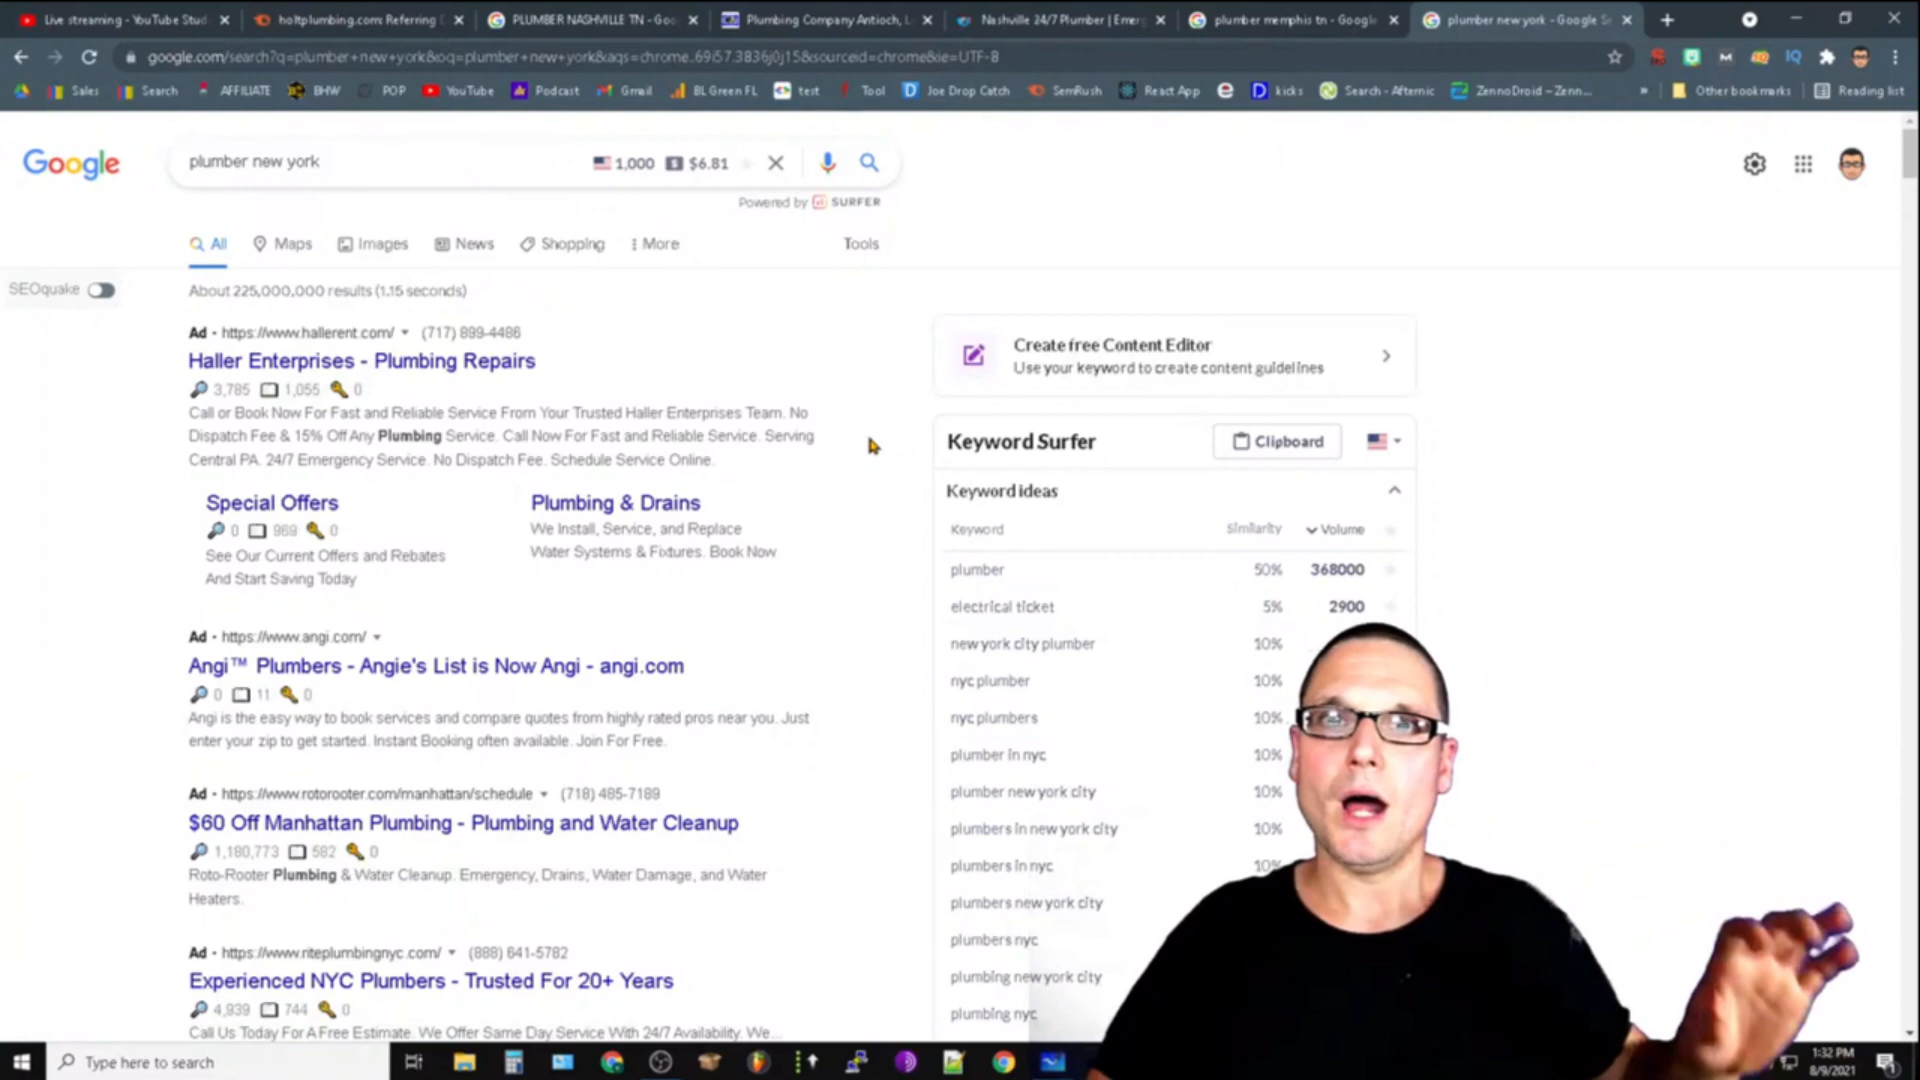 Live streaming - YouTube Stud
holtplumbing.com: Referring
PLUMBER NASHVILLE TN - Goo
Plumbing Company Antioch, L
Nashville 24/7 Plumber | Emer
plumber memphis tn - Google
plumber new york - Google Se
google.com/search?q=plumber+new+york&oq=plumber+new+york&aqs=chrome..69i57.3836j0j15&sourceid=chrome&ie=UTF-8
Sales
Search
AFFILIATE
BHW
POP
YouTube
Podcast
Gmail
BL Green FL
test
Tool
Joe Drop Catch
SemRush
React App
kicks
Search - Afternic
ZennoDroid – Zenn...
»
Other bookmarks
Reading list
Google
plumber new york
1,000 $6.81
Powered by SURFER
All Maps Images News Shopping More Tools
SEOquake
About 225,000,000 results (1.15 seconds)
Ad · https://www.hallerent.com/ (717) 899-4486
Haller Enterprises - Plumbing Repairs
3,785 1,055 0
Call or Book Now For Fast and Reliable Service From Your Trusted Haller Enterprises Team. No
Dispatch Fee & 15% Off Any Plumbing Service. Call Now For Fast and Reliable Service. Serving
Central PA. 24/7 Emergency Service. No Dispatch Fee. Schedule Service Online.
Special Offers
0 969 0
See Our Current Offers and Rebates
And Start Saving Today
Plumbing & Drains
We Install, Service, and Replace
Water Systems & Fixtures. Book Now
Ad · https://www.angi.com/
Angi™ Plumbers - Angie's List is Now Angi - angi.com
0 11 0
Angi is the easy way to book services and compare quotes from highly rated pros near you. Just
enter your zip to get started. Instant Booking often available. Join For Free.
Ad · https://www.rotorooter.com/manhattan/schedule (718) 485-7189
$60 Off Manhattan Plumbing - Plumbing and Water Cleanup
1,180,773 582 0
Roto-Rooter Plumbing & Water Cleanup. Emergency, Drains, Water Damage, and Water
Heaters.
Ad · https://www.riteplumbingnyc.com/ (888) 641-5782
Experienced NYC Plumbers - Trusted For 20+ Years
4,939 744 0
Call Us Today For A Free Estimate. We Offer Same Day Service With 24/7 Availability. We...
Create free Content Editor
Use your keyword to create content guidelines
Keyword Surfer
Clipboard
Keyword ideas
Keyword Similarity Volume
plumber 50% 368000
electrical ticket 5% 2900
new york city plumber 10%
nyc plumber 10%
nyc plumbers 10%
plumber in nyc 10%
plumber new york city 10%
plumbers in new york city 10%
plumbers in nyc 10%
plumbers new york city
plumbers nyc
plumbing new york city
plumbing nyc
Type here to search
1:32 PM
8/9/2021